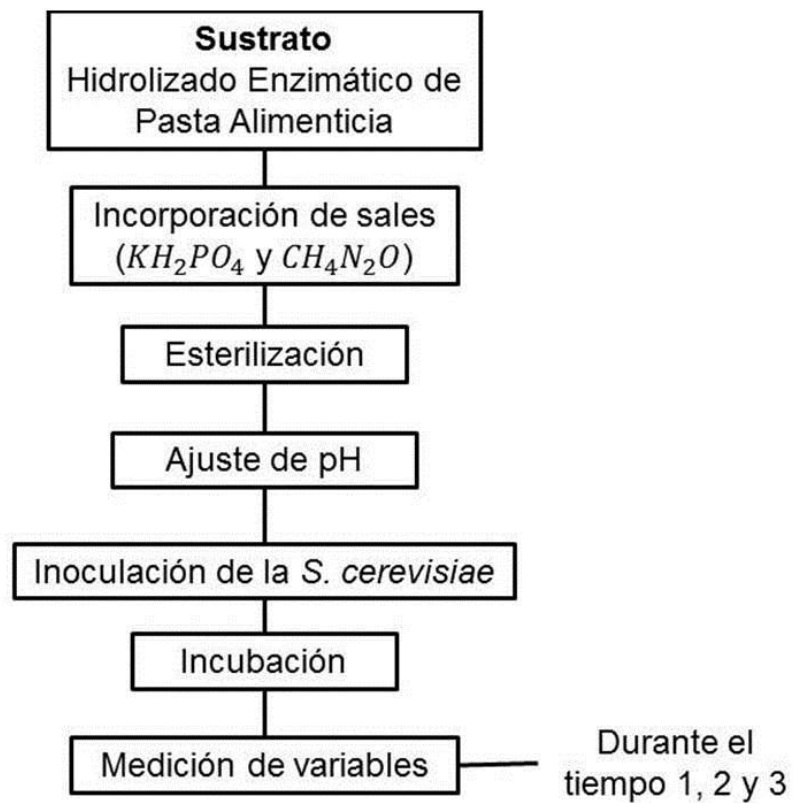 Sustrato
Hidrolizado Enzimático de
Pasta Alimenticia
Incorporación de sales
(KH₂PO₄ y CH₄N₂O)
Esterilización
Ajuste de pH
Inoculación de la S. cerevisiae
Incubación
Medición de variables
Durante el
tiempo 1, 2 y 3